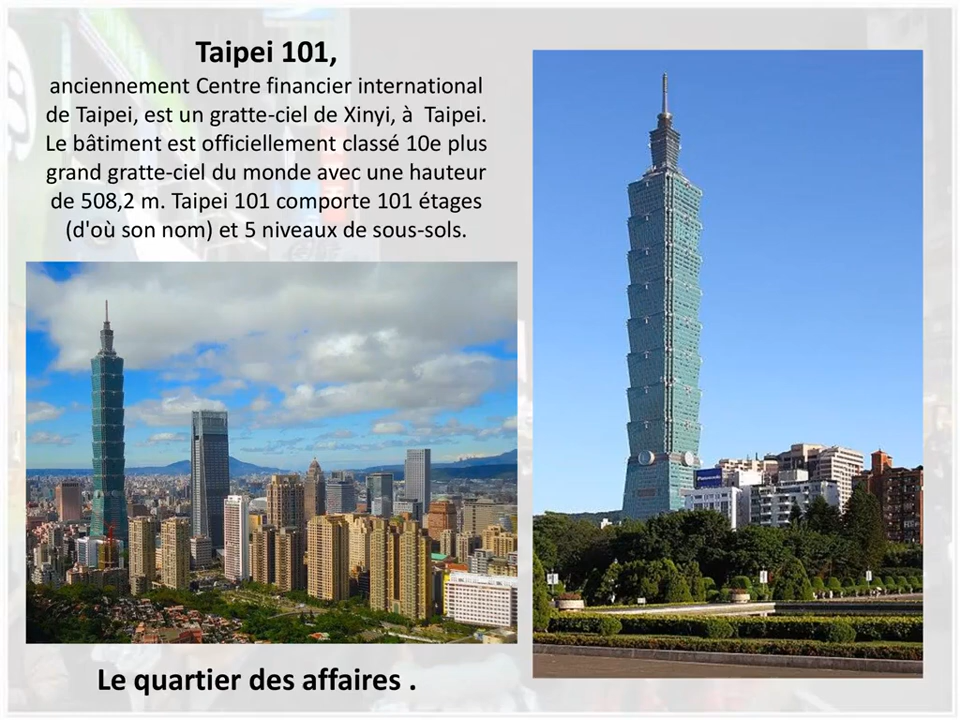 Taipei 101,
anciennement Centre financier international
de Taipei, est un gratte-ciel de Xinyi, à  Taipei.
Le bâtiment est officiellement classé 10e plus
grand gratte-ciel du monde avec une hauteur
de 508,2 m. Taipei 101 comporte 101 étages
(d'où son nom) et 5 niveaux de sous-sols.
Le quartier des affaires .